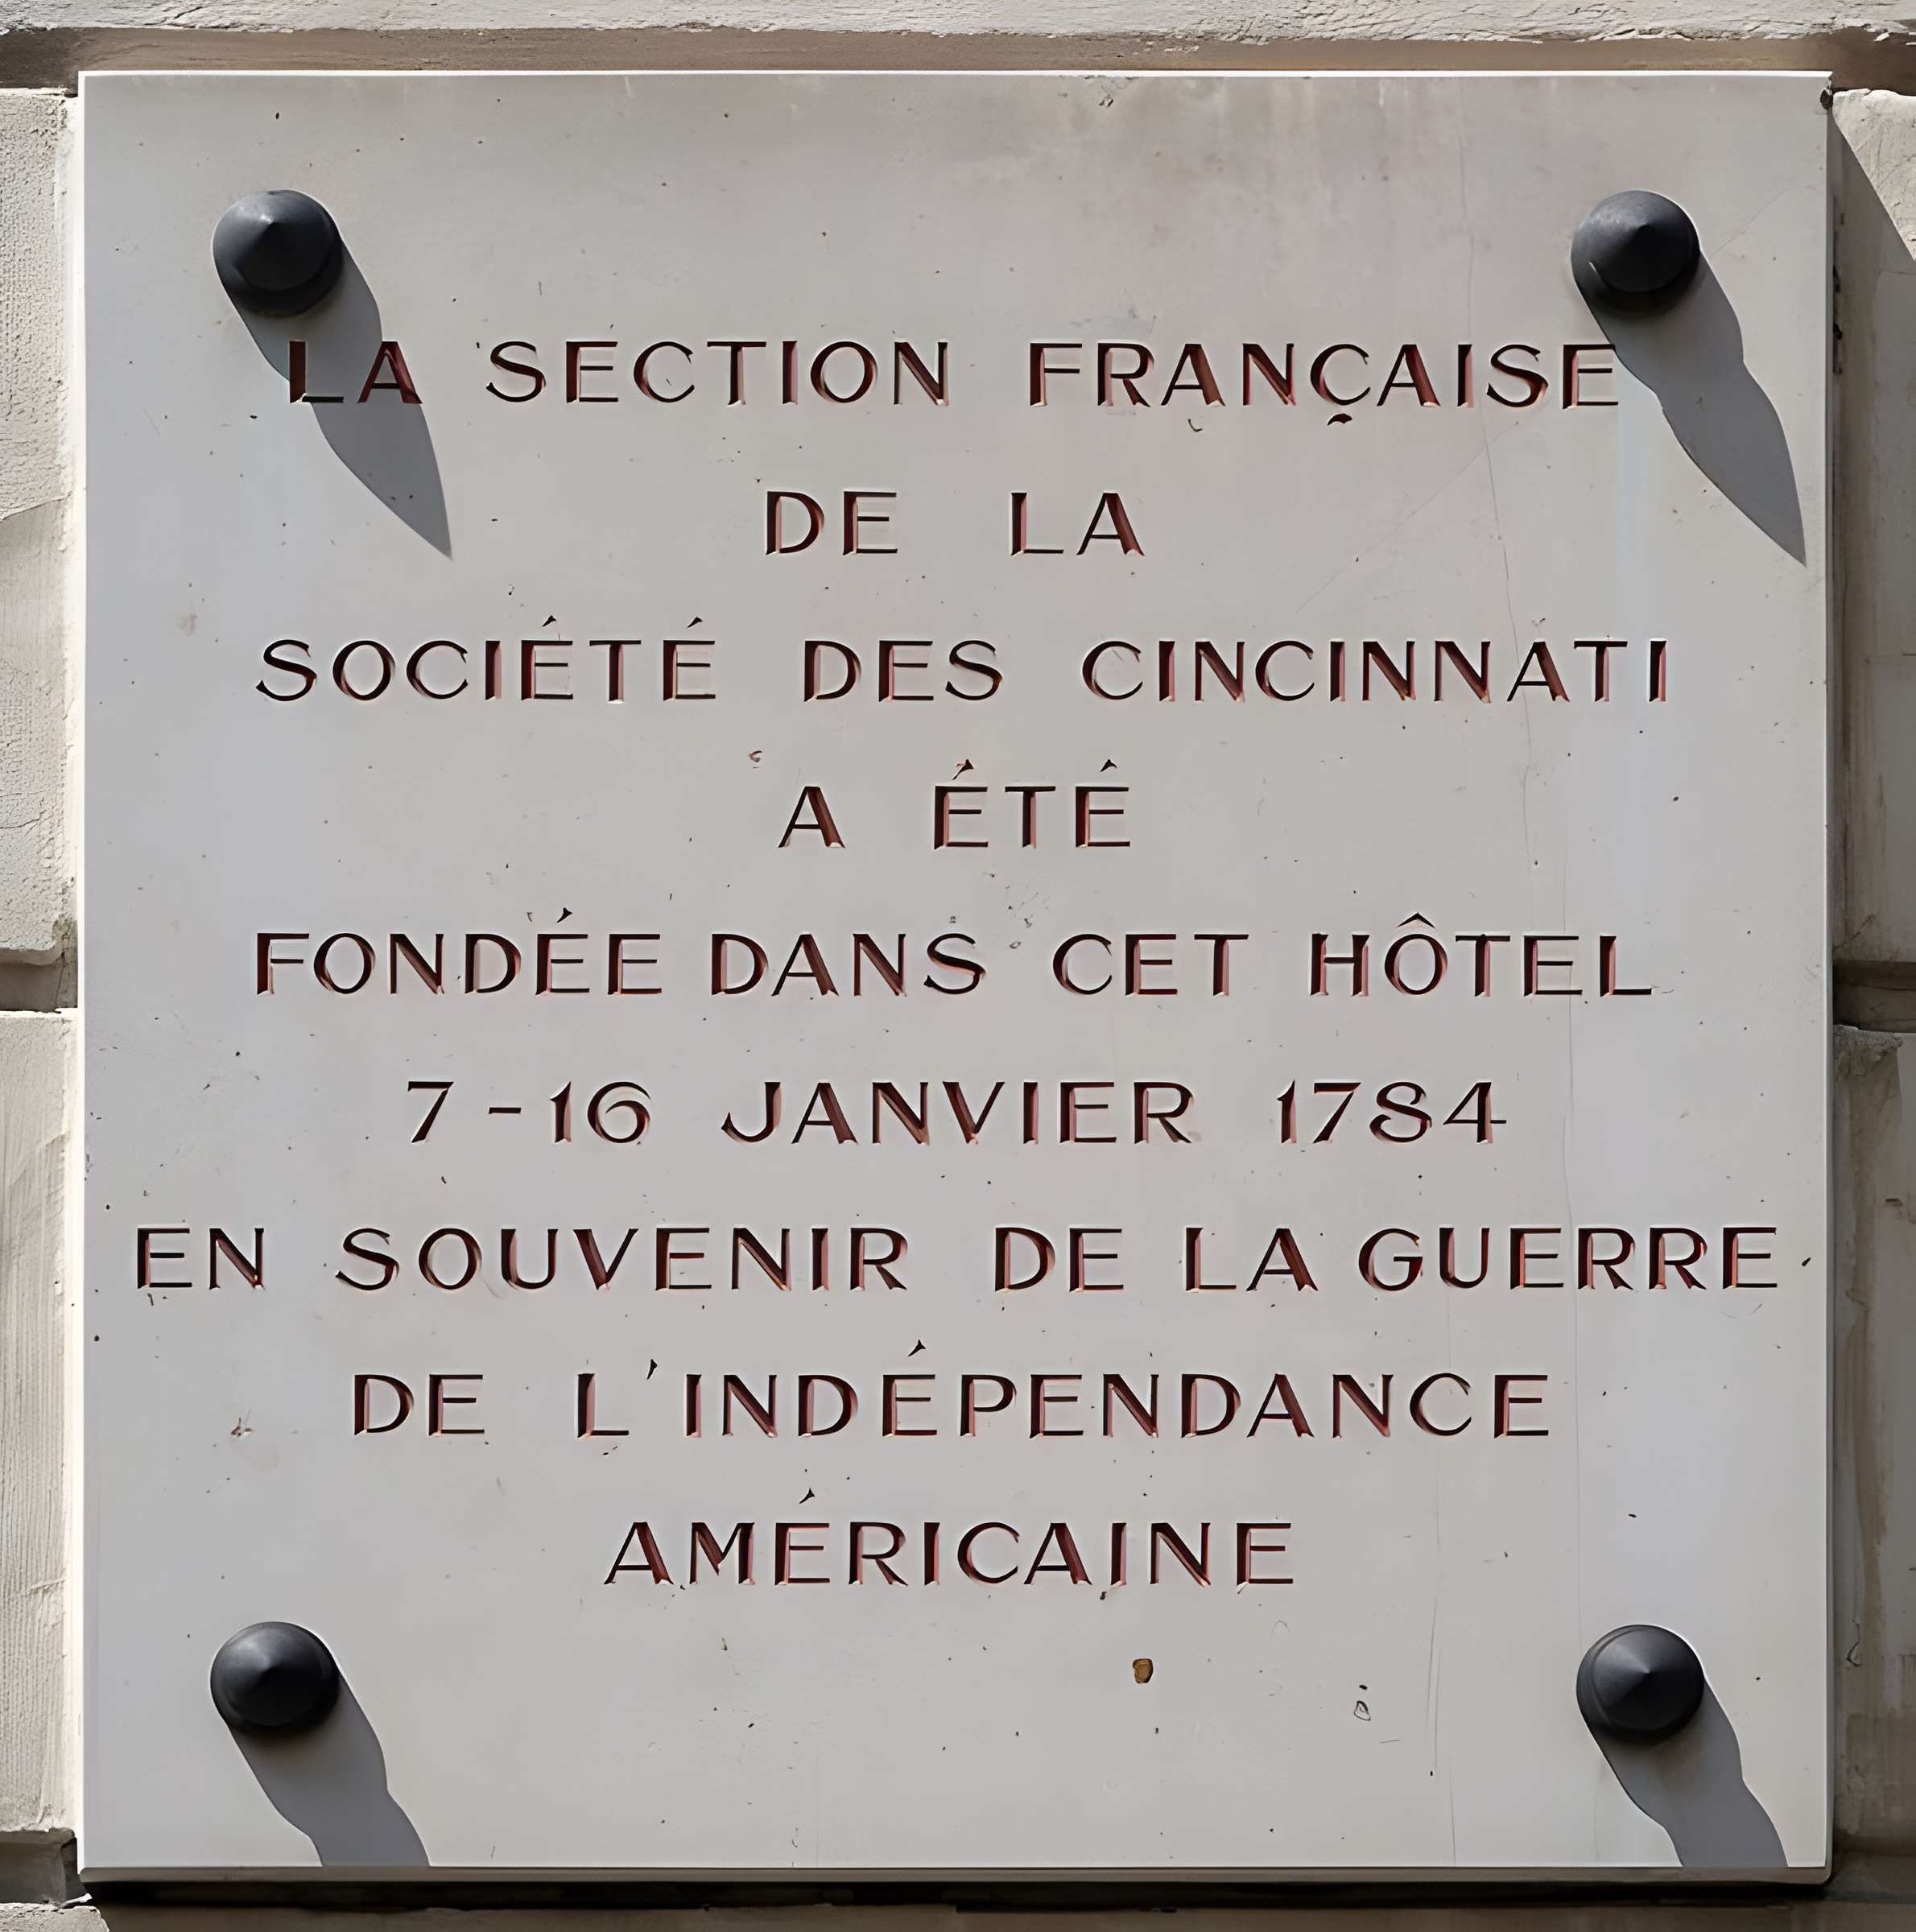 LA SECTION FRANÇAISE
DE LA
SOCIÉTÉ DES CINCINNATI
A ÉTÉ
FONDÉE DANS CET HÔTEL
7-16 JANVIER 1784
EN SOUVENIR DE LA GUERRE
DE L'INDÉPENDANCE
AMÉRICAINE